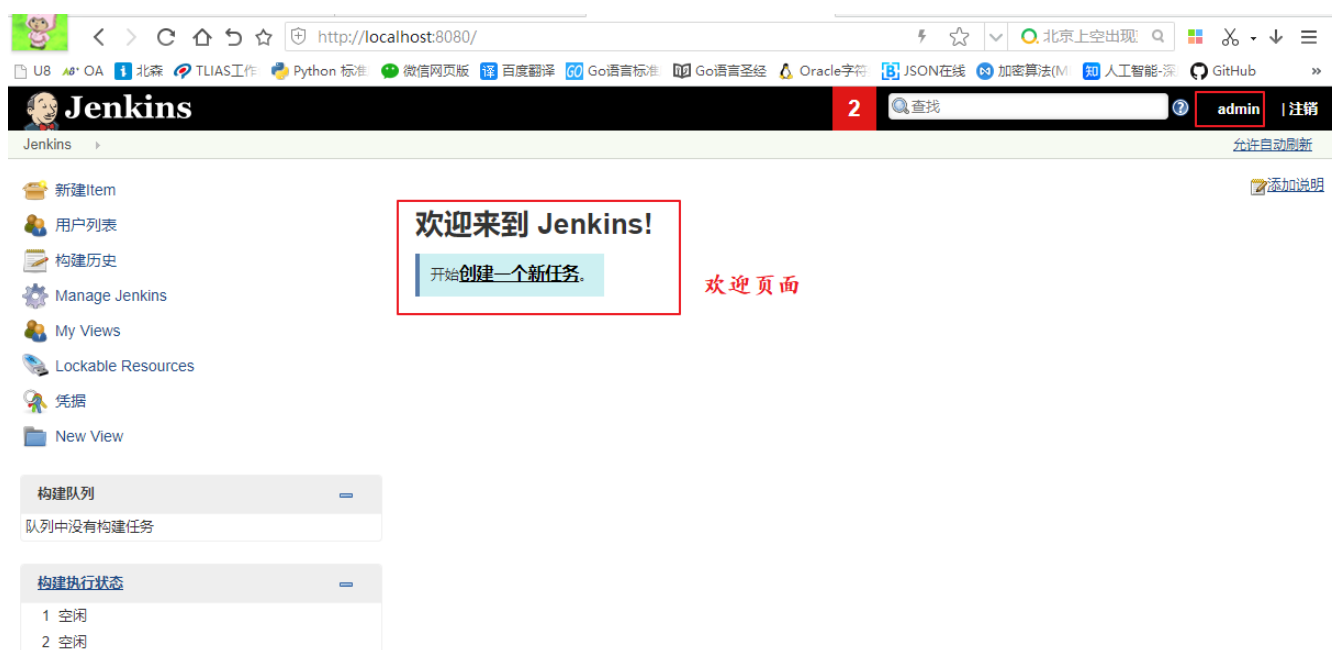 http://localhost:8080/
北京上空出现
U8 OA 北森 TLIAS工作 Python 标准 微信网页版 译 百度翻译 GO Go语言标准 Go语言圣经 Oracle字符 [B] JSON在线 加密算法(M 知 人工智能-深 GitHub »
Jenkins 2 查找 admin | 注销
Jenkins 允许自动刷新
新建Item 添加说明
用户列表
欢迎来到 Jenkins!
构建历史
开始创建一个新任务。
欢迎页面
Manage Jenkins
My Views
Lockable Resources
凭据
New View
构建队列
队列中没有构建任务
构建执行状态
1 空闲
2 空闲